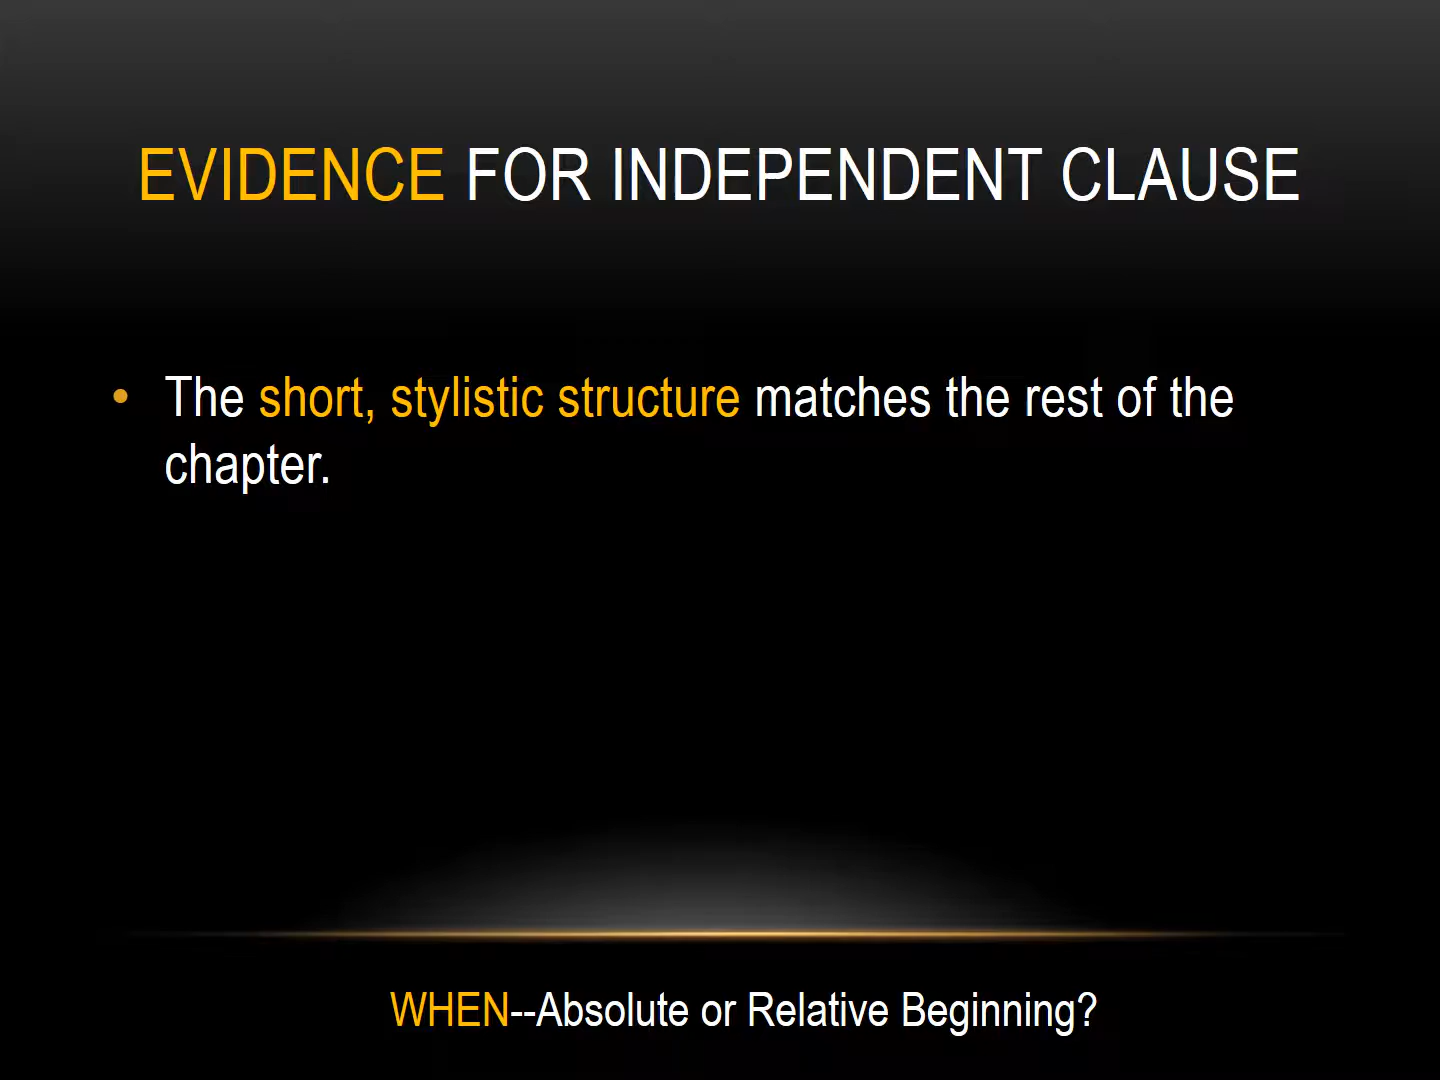 EVIDENCE FOR INDEPENDENT CLAUSE
• The short, stylistic structure matches the rest of the
chapter.
WHEN--Absolute or Relative Beginning?